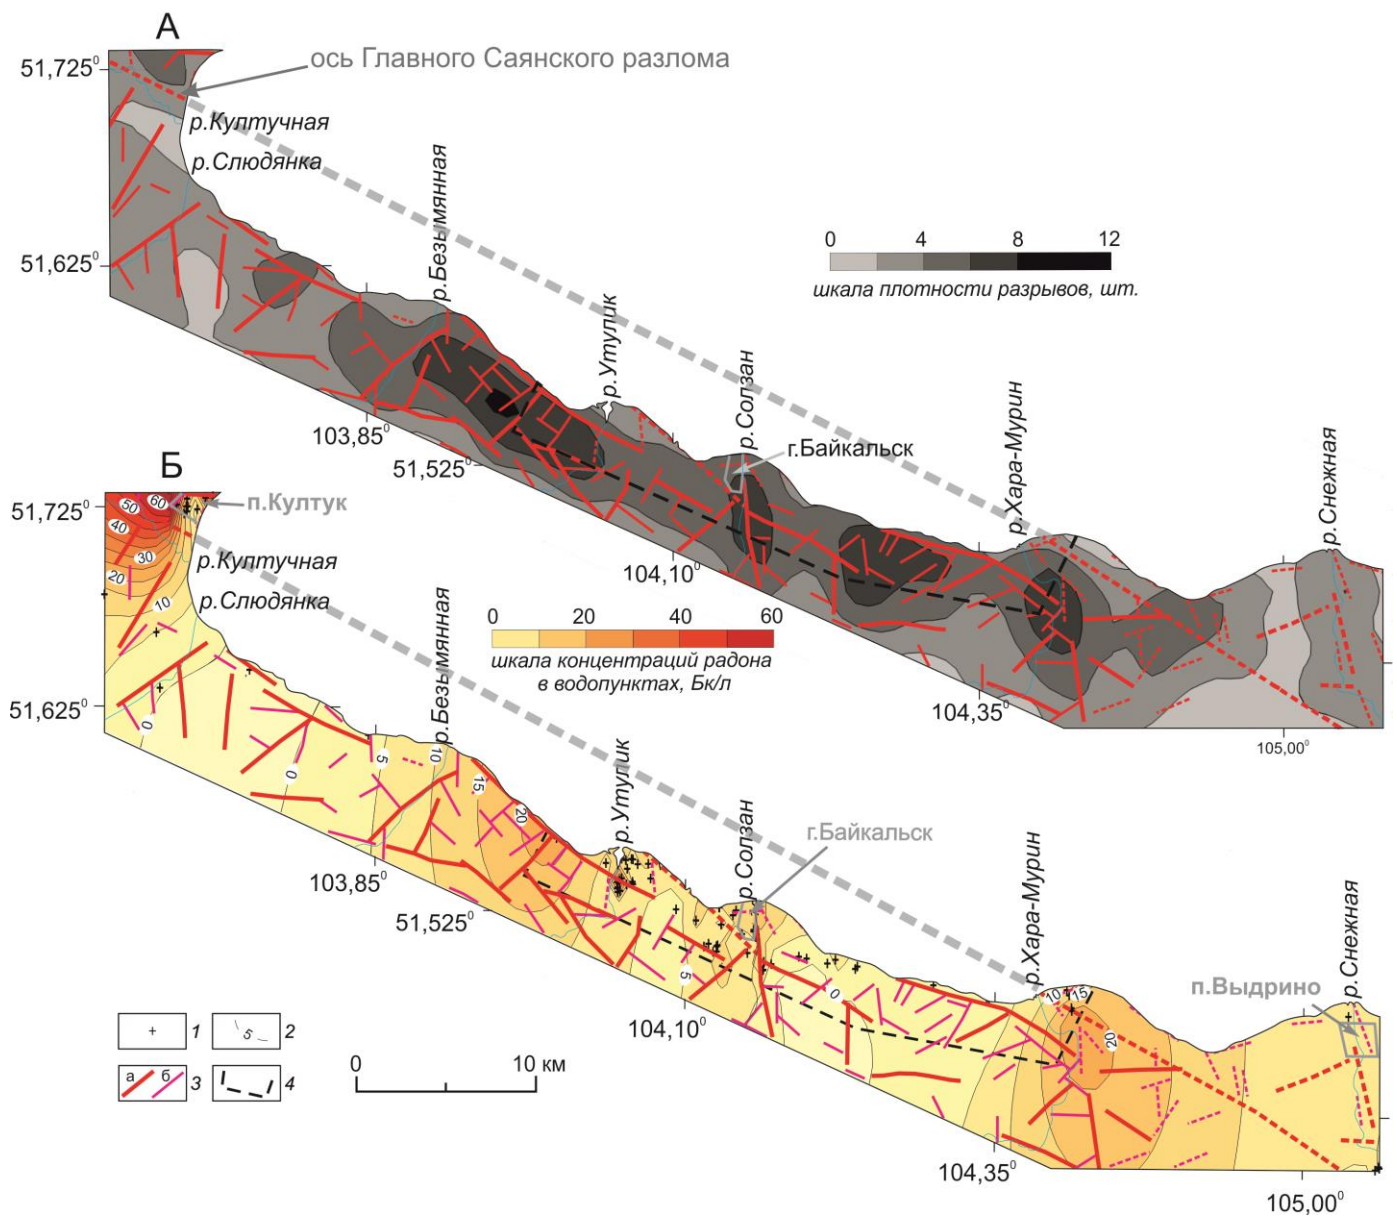 А
51,725⁰
ось Главного Саянского разлома
р.Култучная
р.Слюдянка
р.Безымянная
51,625⁰
0 4 8 12
шкала плотности разрывов, шт.
р.Утулик
р.Солзан
г.Байкальск
р.Хара-Мурин
р.Снежная
103,85⁰
51,525⁰
104,10⁰
104,35⁰
105,00⁰
Б
51,725⁰
50
60
40
30
20
10
п.Култук
р.Култучная
р.Слюдянка
р.Безымянная
0 20 40 60
шкала концентраций радона
в водопунктах, Бк/л
51,625⁰
0
0
5
10
15
20
р.Утулик
р.Солзан
г.Байкальск
5
0
р.Хара-Мурин
10
15
20
п.Выдрино
р.Снежная
103,85⁰
51,525⁰
104,10⁰
104,35⁰
105,00⁰
1
5
2
а б
3
4
0 10 км